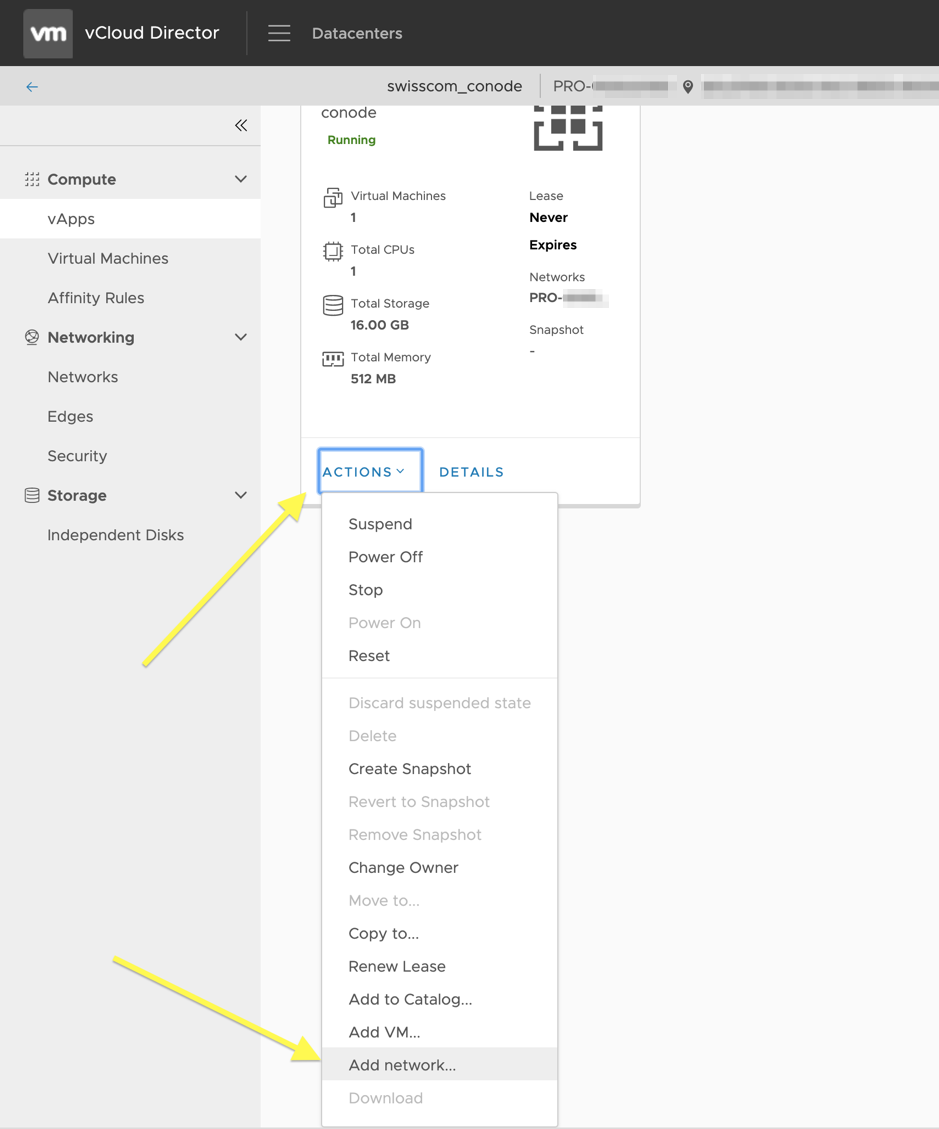 vm vCloud Director Datacenters
swisscom_conode PRO-
conode
Running
Compute
vApps
Virtual Machines
Affinity Rules
Networking
Networks
Edges
Security
Storage
Independent Disks
Virtual Machines
1
Total CPUs
1
Total Storage
16.00 GB
Total Memory
512 MB
Lease
Never
Expires
Networks
PRO-
Snapshot
-
ACTIONS DETAILS
Suspend
Power Off
Stop
Power On
Reset
Discard suspended state
Delete
Create Snapshot
Revert to Snapshot
Remove Snapshot
Change Owner
Move to...
Copy to...
Renew Lease
Add to Catalog...
Add VM...
Add network...
Download